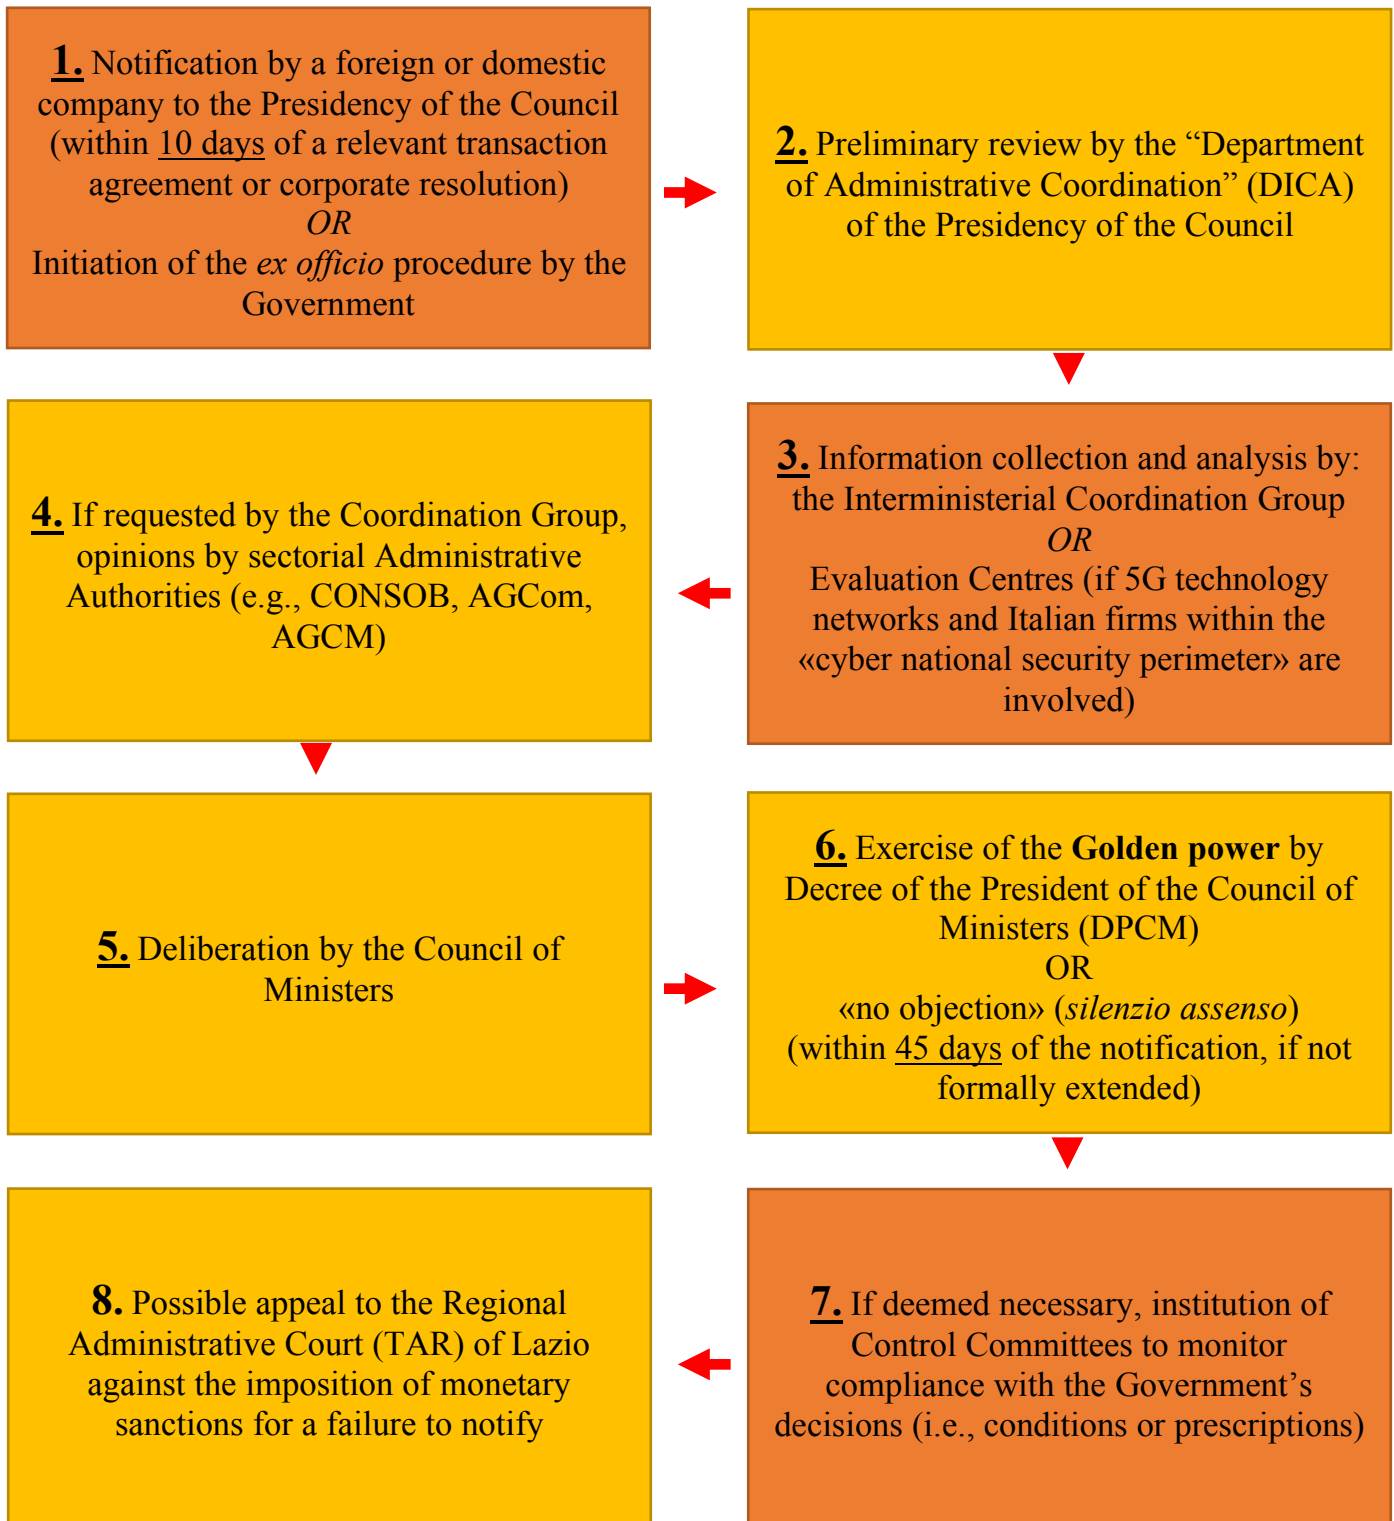 1. Notification by a foreign or domestic
company to the Presidency of the Council
(within 10 days of a relevant transaction
agreement or corporate resolution)
OR
Initiation of the ex officio procedure by the
Government
2. Preliminary review by the “Department
of Administrative Coordination” (DICA)
of the Presidency of the Council
3. Information collection and analysis by:
the Interministerial Coordination Group
OR
Evaluation Centres (if 5G technology
networks and Italian firms within the
«cyber national security perimeter» are
involved)
4. If requested by the Coordination Group,
opinions by sectorial Administrative
Authorities (e.g., CONSOB, AGCom,
AGCM)
5. Deliberation by the Council of
Ministers
6. Exercise of the Golden power by
Decree of the President of the Council of
Ministers (DPCM)
OR
«no objection» (silenzio assenso)
(within 45 days of the notification, if not
formally extended)
7. If deemed necessary, institution of
Control Committees to monitor
compliance with the Government’s
decisions (i.e., conditions or prescriptions)
8. Possible appeal to the Regional
Administrative Court (TAR) of Lazio
against the imposition of monetary
sanctions for a failure to notify